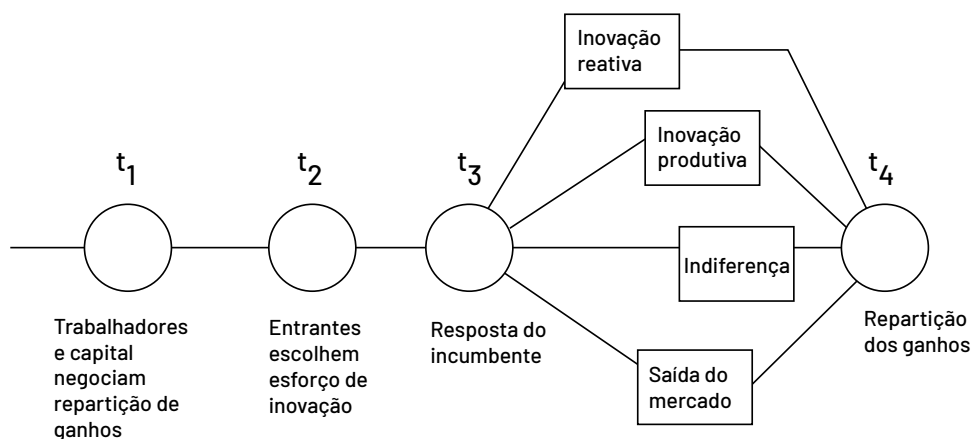 Inovação
reativa
Inovação
produtiva
t1
t2
t3
t4
Indiferença
Trabalhadores
e capital
negociam
repartição de
ganhos
Entrantes
escolhem
esforço de
inovação
Resposta do
incumbente
Saída do
mercado
Repartição
dos ganhos